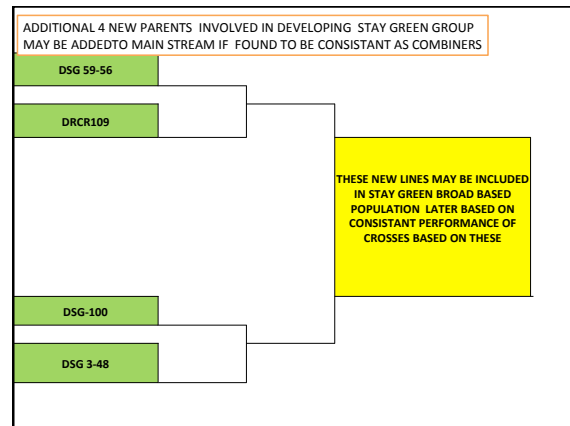 ADDITIONAL 4 NEW PARENTS  INVOLVED IN DEVELOPING  STAY GREEN GROUP
MAY BE ADDEDTO MAIN STREAM IF  FOUND TO BE CONSISTANT AS COMBINERS
DSG 59-56
DRCR109
THESE NEW LINES MAY BE INCLUDED
IN STAY GREEN BROAD BASED
POPULATION  LATER BASED ON
CONSISTANT PERFORMANCE OF
CROSSES BASED ON THESE
DSG-100
DSG 3-48